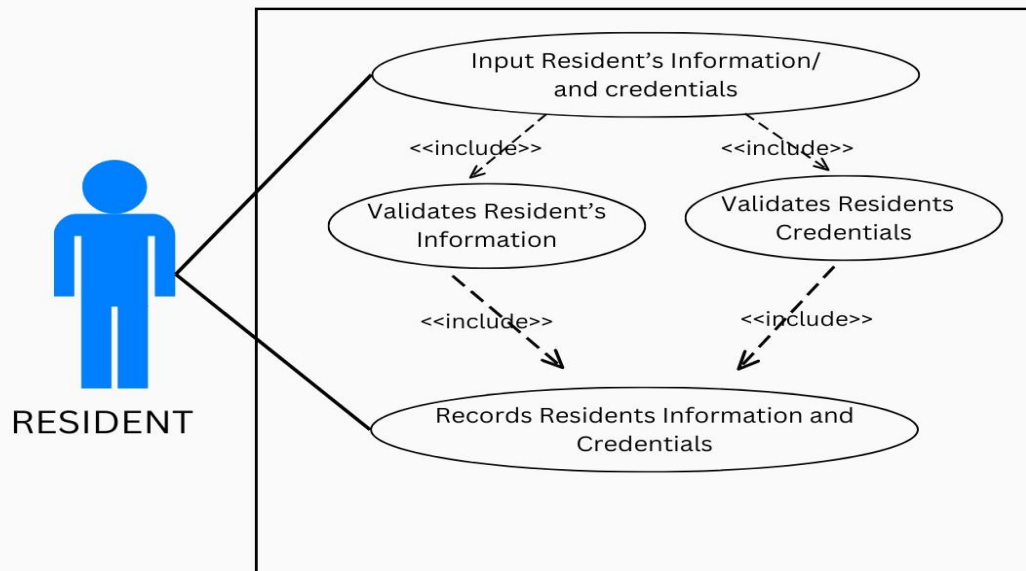 Input Resident’s Information/
and credentials
<<include>>
<<include>>
Validates Resident’s
Information
Validates Residents
Credentials
<<include>>
<<include>>
RESIDENT
Records Residents Information and
Credentials